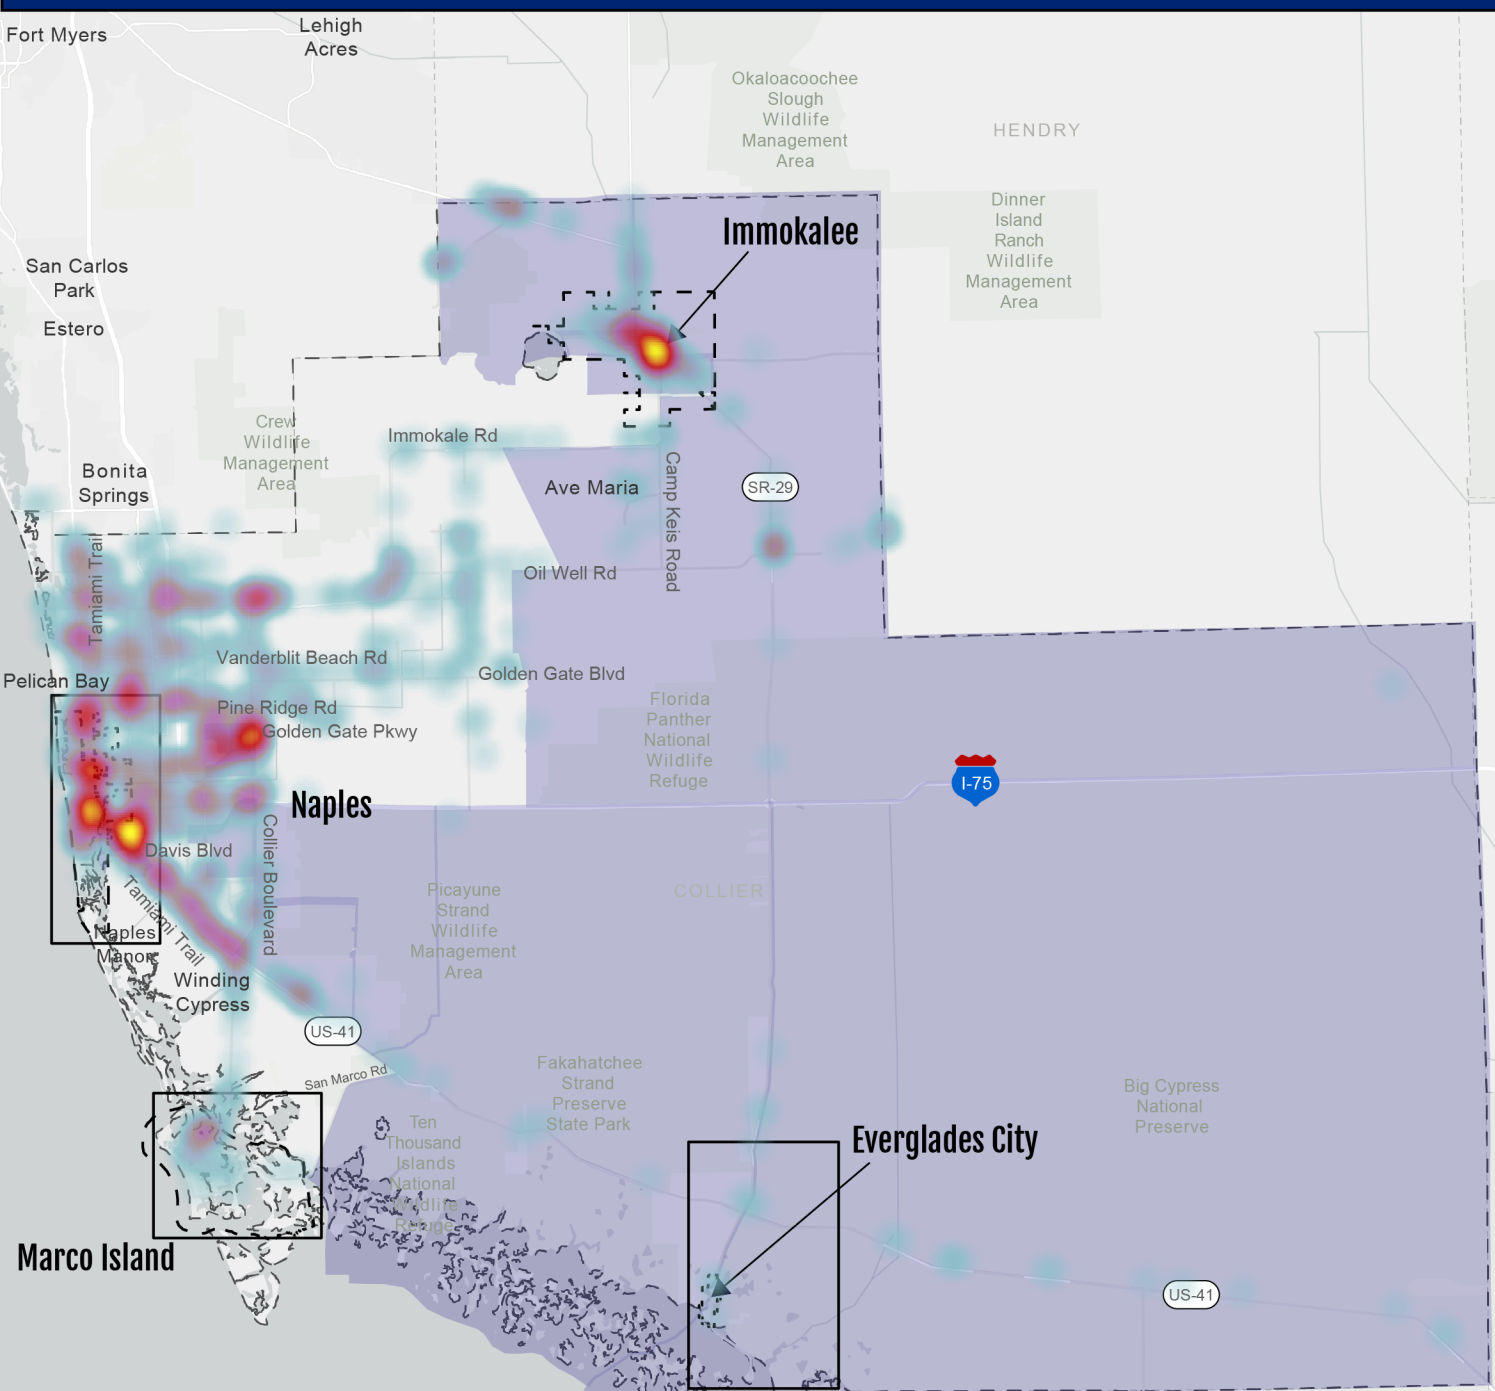 Fort Myers
Lehigh
Acres
Okaloacoochee
Slough
Wildlife
Management
Area
HENDRY
Dinner
Island
Ranch
Wildlife
Management
Area
Immokalee
San Carlos
Park
Estero
Crew
Wildlife
Management
Area
Immokale Rd
Bonita
Springs
Ave Maria
Camp Keis Road
SR-29
Tamiami Trail
Oil Well Rd
Vanderblit Beach Rd
Golden Gate Blvd
Pelican Bay
Pine Ridge Rd
Golden Gate Pkwy
Florida
Panther
National
Wildlife
Refuge
I-75
Naples
Davis Blvd
Collier Boulevard
Tamiami Trail
Picayune
Strand
Wildlife
Management
Area
COLLIER
Naples
Manor
Winding
Cypress
US-41
San Marco Rd
Fakahatchee
Strand
Preserve
State Park
Big Cypress
National
Preserve
Ten
Thousand
Islands
National
Wildlife
Refuge
Everglades City
Marco Island
US-41